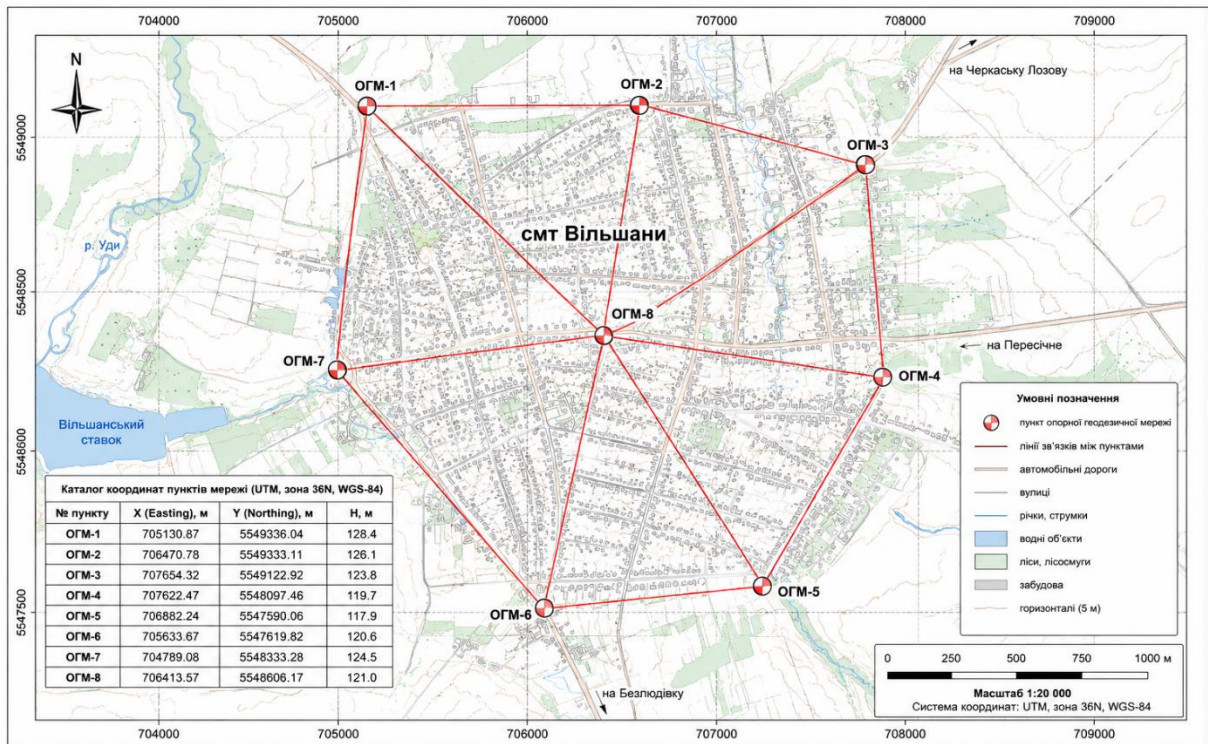 704000 705000 706000 707000 708000 709000
N
на Черкаську Лозову
ОГМ-1
ОГМ-2
ОГМ-3
5549000 5549000
смт Вільшани
р. Уди
5548500 5548500
ОГМ-8
на Пересічне
ОГМ-7
ОГМ-4
Вільшанський
ставок
5548000 5548000
Умовні позначення
пункт опорної геодезичної мережі
лінії зв’язків між пунктами
автомобільні дороги
вулиці
річки, струмки
водні об’єкти
ліси, лісосмуги
забудова
горизонталі (5 м)
Каталог координат пунктів мережі (UTM, зона 36N, WGS-84)
№ пункту X (Easting), м Y (Northing), м H, м
ОГМ-1 705130.87 5549336.04 128.4
ОГМ-2 706470.78 5549333.11 126.1
ОГМ-3 707654.32 5549122.92 123.8
ОГМ-4 707622.47 5548097.46 119.7
ОГМ-5 706882.24 5547590.06 117.9
ОГМ-6 705633.67 5547619.82 120.6
ОГМ-7 704789.08 5548333.28 124.5
ОГМ-8 706413.57 5548606.17 121.0
ОГМ-5
ОГМ-6
5547500 5547500
на Безлюдівку
0 250 500 750 1000 м
Масштаб 1:20 000
Система координат: UTM, зона 36N, WGS-84
704000 705000 706000 707000 708000 709000